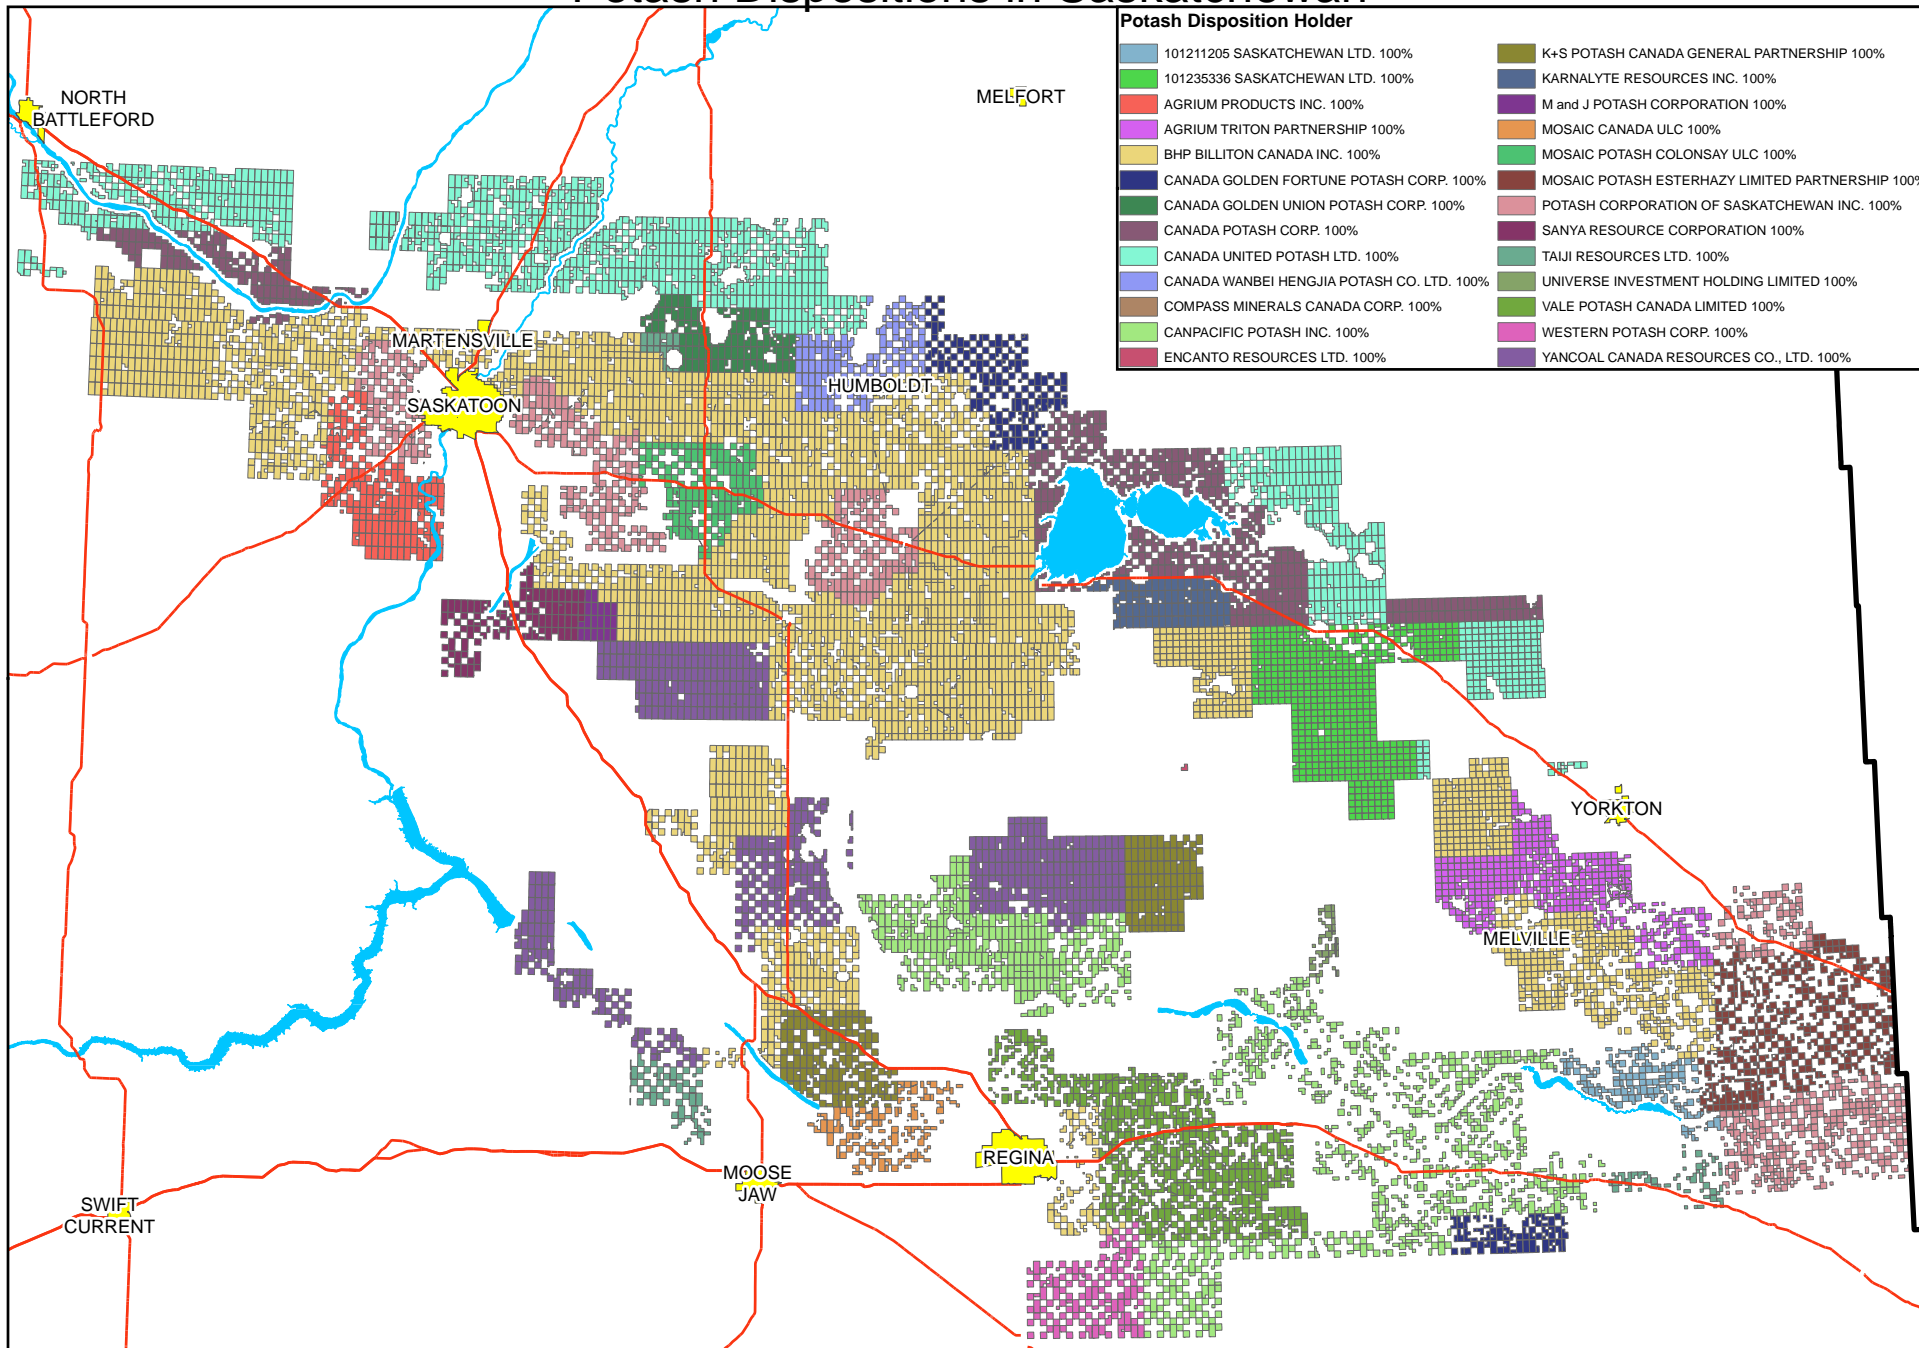 Potash Dispositions in Saskatchewan
Potash Disposition Holder
101211205 SASKATCHEWAN LTD. 100%
101235336 SASKATCHEWAN LTD. 100%
AGRIUM PRODUCTS INC. 100%
AGRIUM TRITON PARTNERSHIP 100%
BHP BILLITON CANADA INC. 100%
CANADA GOLDEN FORTUNE POTASH CORP. 100%
CANADA GOLDEN UNION POTASH CORP. 100%
CANADA POTASH CORP. 100%
CANADA UNITED POTASH LTD. 100%
CANADA WANBEI HENGJIA POTASH CO. LTD. 100%
COMPASS MINERALS CANADA CORP. 100%
CANPACIFIC POTASH INC. 100%
ENCANTO RESOURCES LTD. 100%
K+S POTASH CANADA GENERAL PARTNERSHIP 100%
KARNALYTE RESOURCES INC. 100%
M and J POTASH CORPORATION 100%
MOSAIC CANADA ULC 100%
MOSAIC POTASH COLONSAY ULC 100%
MOSAIC POTASH ESTERHAZY LIMITED PARTNERSHIP 100%
POTASH CORPORATION OF SASKATCHEWAN INC. 100%
SANYA RESOURCE CORPORATION 100%
TAIJI RESOURCES LTD. 100%
UNIVERSE INVESTMENT HOLDING LIMITED 100%
VALE POTASH CANADA LIMITED 100%
WESTERN POTASH CORP. 100%
YANCOAL CANADA RESOURCES CO., LTD. 100%
NORTH
BATTLEFORD
MELFORT
MARTENSVILLE
HUMBOLDT
SASKATOON
YORKTON
MELVILLE
REGINA
MOOSE
JAW
SWIFT
CURRENT